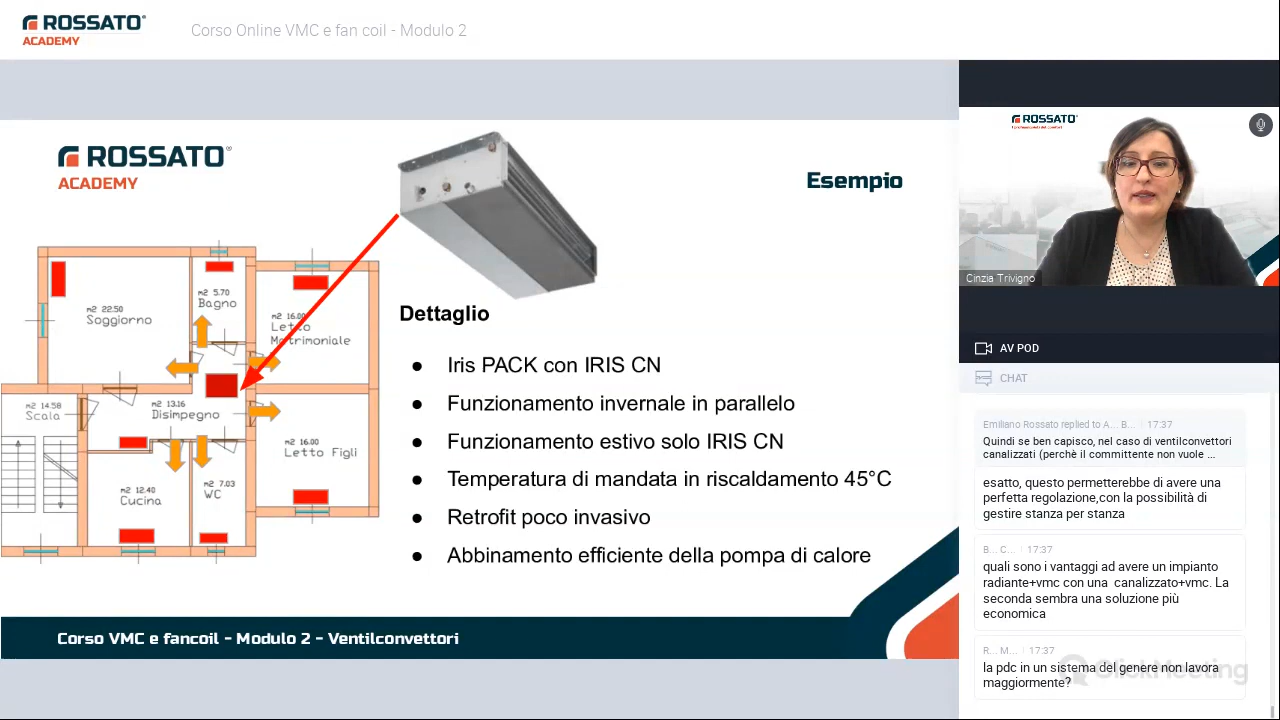 ROSSATO®
ACADEMY
Corso Online VMC e fan coil - Modulo 2
ROSSATO®
ACADEMY
Esempio
m2 22.50
Soggiorno
m2 5.70
Bagno
m2 16.00
Letto
Matrimoniale
m2 14.58
Scala
m2 13.16
Disimpegno
m2 16.00
Letto Figli
m2 12.40
Cucina
m2 7.03
WC
Dettaglio
● Iris PACK con IRIS CN
● Funzionamento invernale in parallelo
● Funzionamento estivo solo IRIS CN
● Temperatura di mandata in riscaldamento 45°C
● Retrofit poco invasivo
● Abbinamento efficiente della pompa di calore
Corso VMC e fancoil - Modulo 2 - Ventilconvettori
ROSSATO®
Cinzia Trivigno
AV POD
CHAT
Emiliano Rossato replied to A... B... 17:37
Quindi se ben capisco, nel caso di ventilconvettori
canalizzati (perchè il committente non vuole ...
esatto, questo permetterebbe di avere una
perfetta regolazione,con la possibilità di
gestire stanza per stanza
B... C... 17:37
quali sono i vantaggi ad avere un impianto
radiante+vmc con una canalizzato+vmc. La
seconda sembra una soluzione più
economica
R... M... 17:37
la pdc in un sistema del genere non lavora
maggiormente?
ClickMeeting